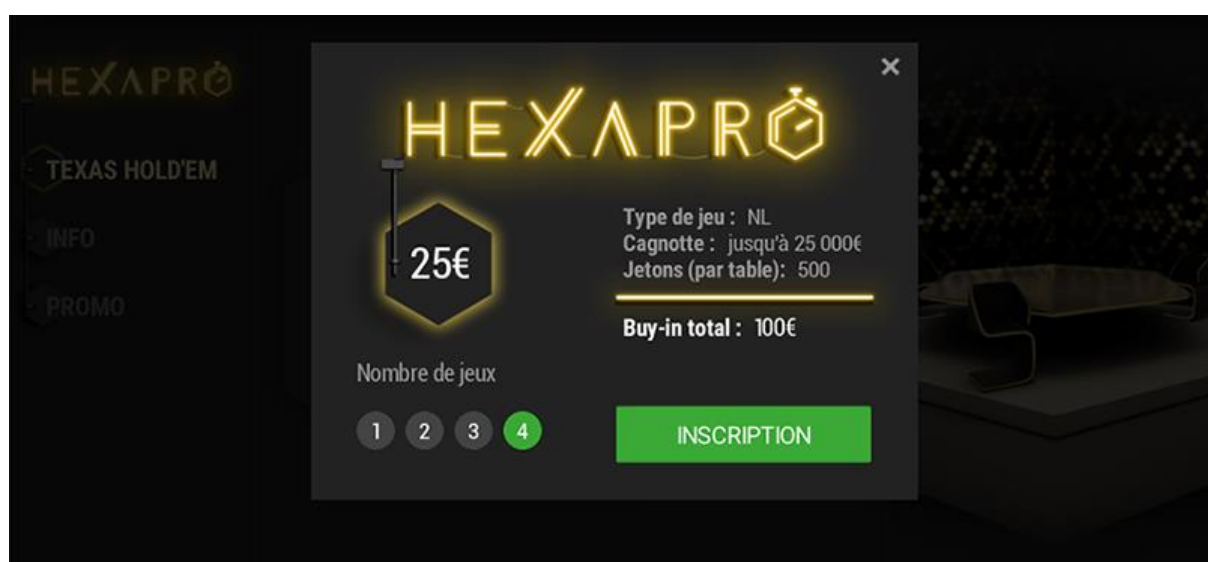 HEXAPRO
TEXAS HOLD'EM
INFO
PROMO
×
HEXAPRO
25€
Type de jeu : NL
Cagnotte : jusqu'à 25 000€
Jetons (par table): 500
Buy-in total : 100€
Nombre de jeux
1 2 3 4
INSCRIPTION